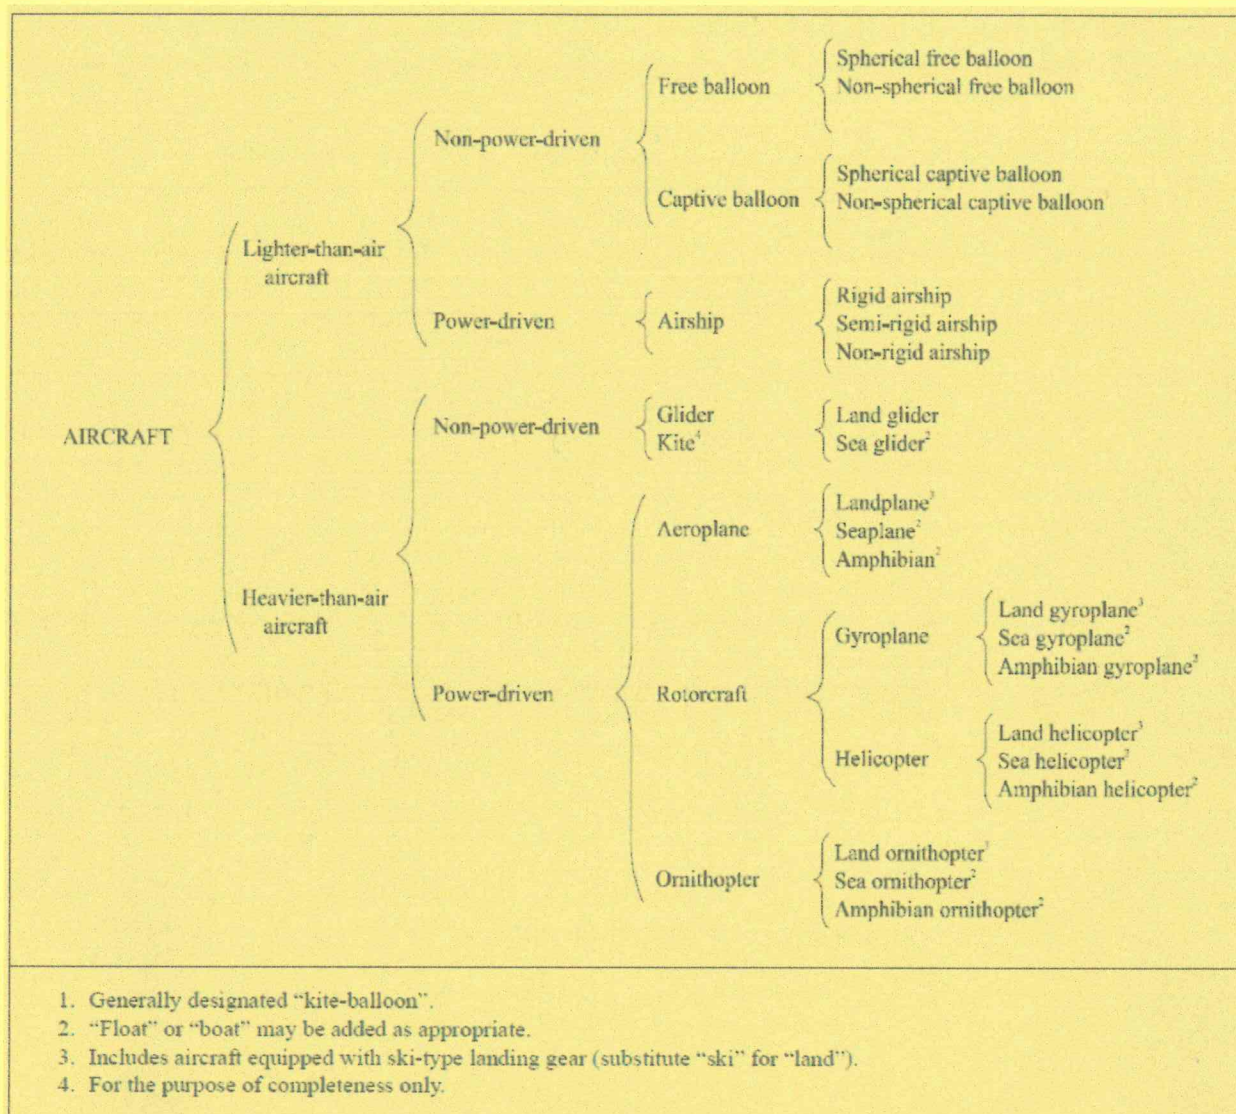 Spherical free balloon
Free balloon
Non-spherical free balloon
Non-power-driven
Spherical captive balloon
Captive balloon
Non-spherical captive balloon
Lighter-than-air
aircraft
Rigid airship
Power-driven
Airship
Semi-rigid airship
Non-rigid airship
AIRCRAFT
Non-power-driven
Glider
Kite⁴
Land glider
Sea glider²
Landplane³
Aeroplane
Seaplane²
Amphibian²
Heavier-than-air
aircraft
Land gyroplane³
Gyroplane
Sea gyroplane²
Amphibian gyroplane²
Power-driven
Rotorcraft
Land helicopter³
Helicopter
Sea helicopter²
Amphibian helicopter²
Land ornithopter
Ornithopter
Sea ornithopter²
Amphibian ornithopter²
1. Generally designated “kite-balloon”.
2. “Float” or “boat” may be added as appropriate.
3. Includes aircraft equipped with ski-type landing gear (substitute “ski” for “land”).
4. For the purpose of completeness only.